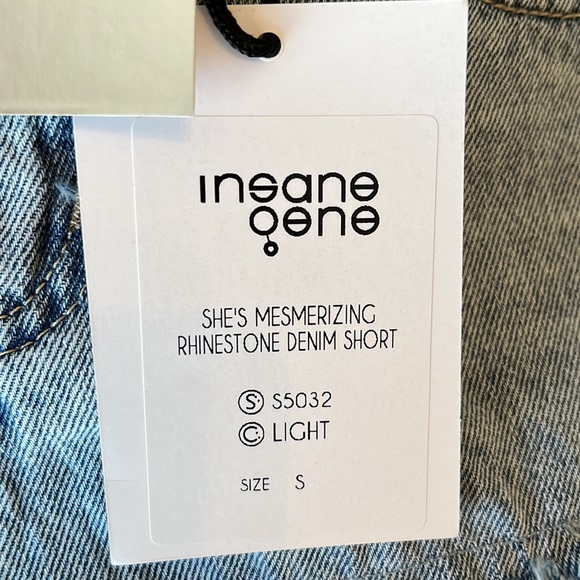 insane
gene
SHE'S MESMERIZING
RHINESTONE DENIM SHORT
S S5032
C LIGHT
SIZE S